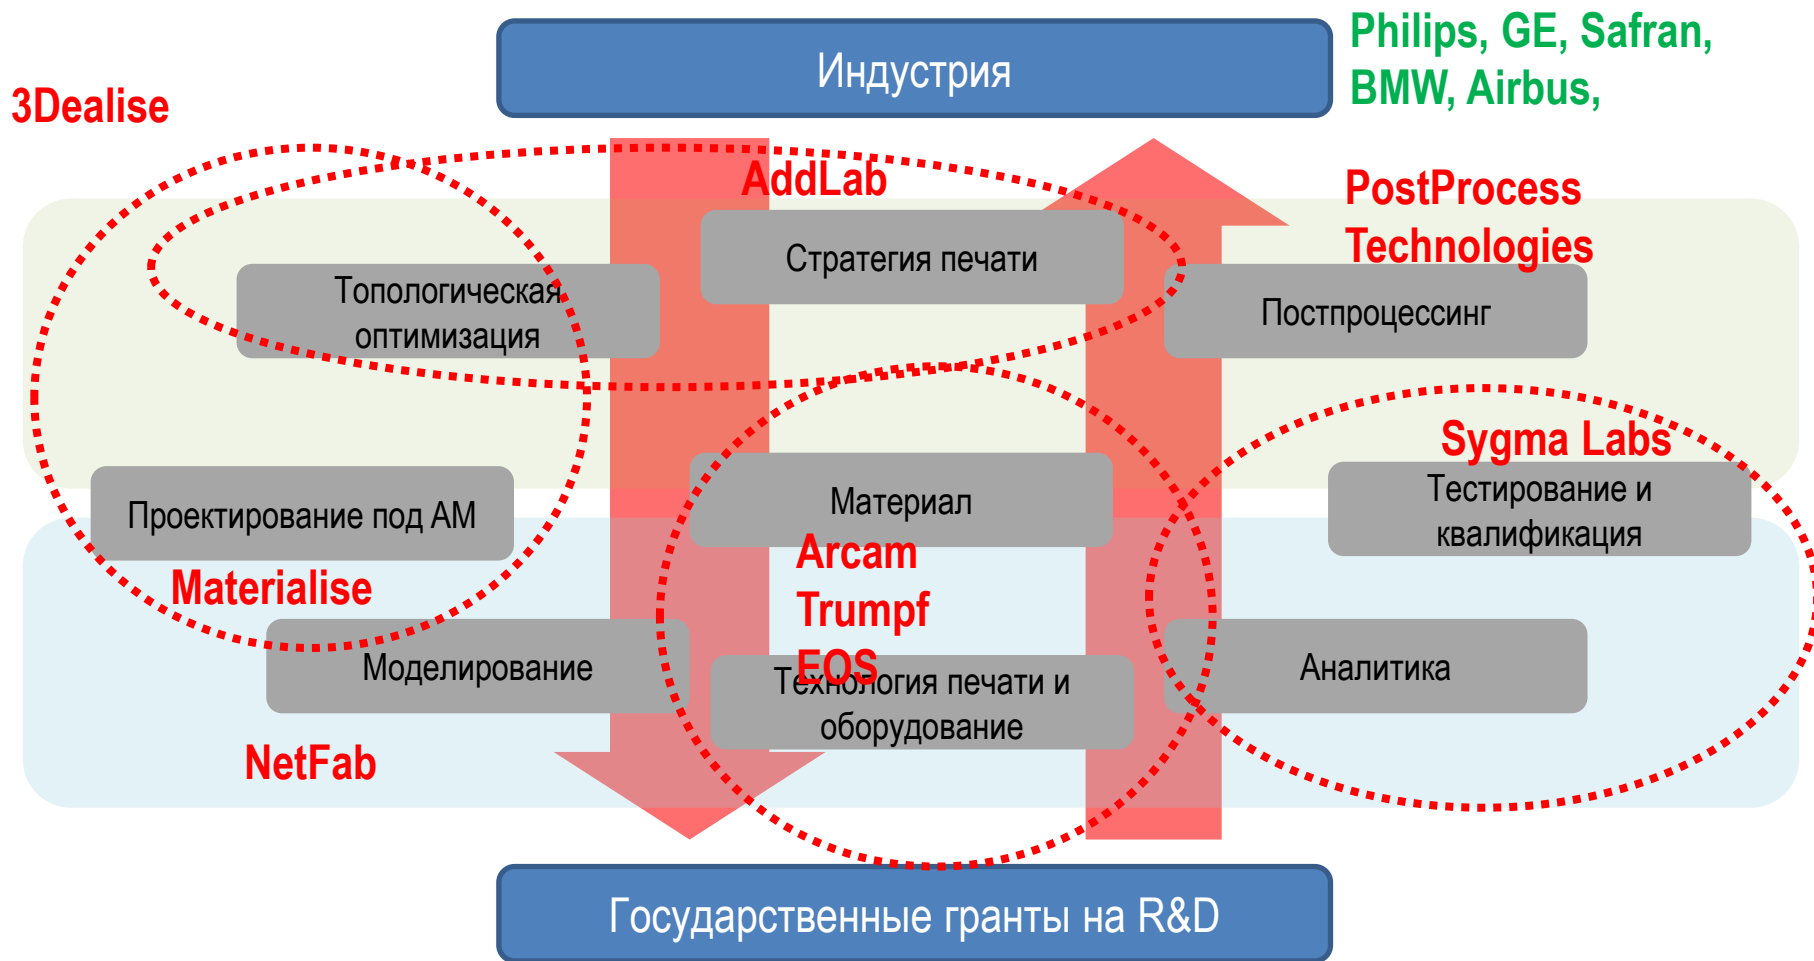 Индустрия
Philips, GE, Safran,
BMW, Airbus,
3Dealise
AddLab
PostProcess
Technologies
Стратегия печати
Топологическая
оптимизация
Постпроцессинг
Sygma Labs
Проектирование под АМ
Материал
Тестирование и
квалификация
Materialise
Arcam
Trumpf
EOS
Моделирование
Технология печати и
оборудование
Аналитика
NetFab
Государственные гранты на R&D